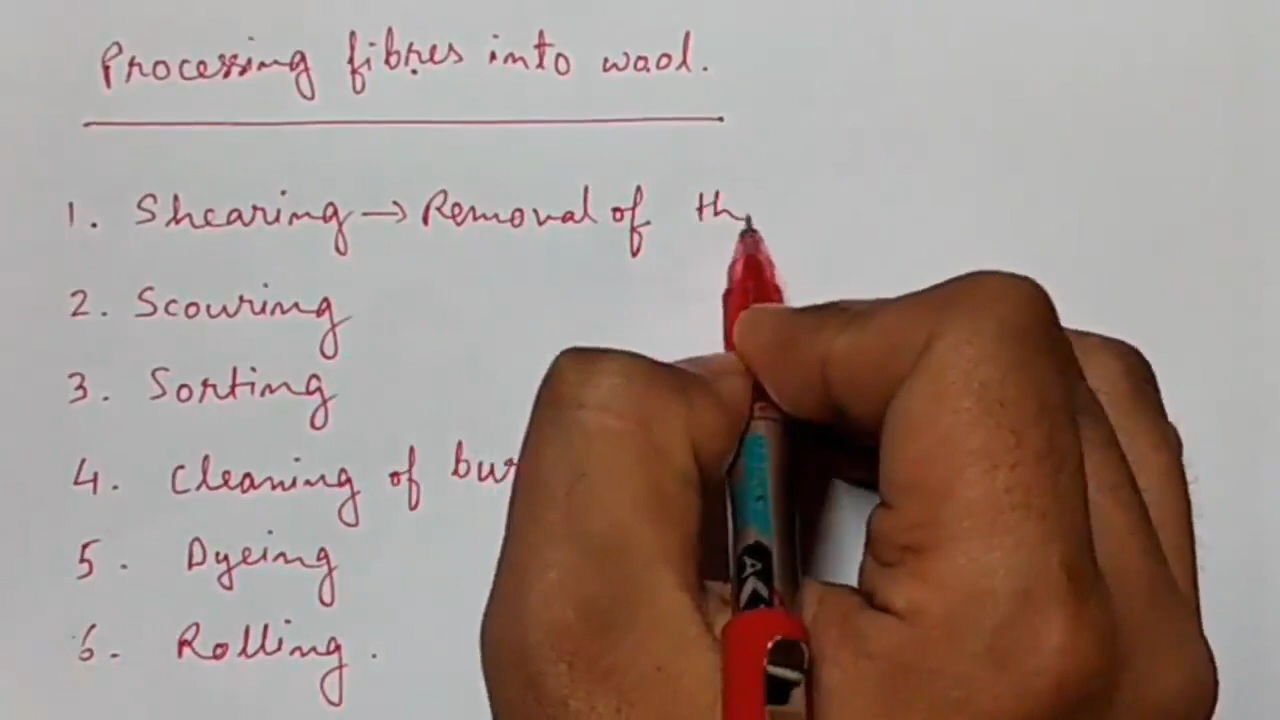 Processing fibres into wool.
1. Shearing → Removal of th
2. Scouring
3. Sorting
4. Cleaning of bur
5. Dyeing
6. Rolling.